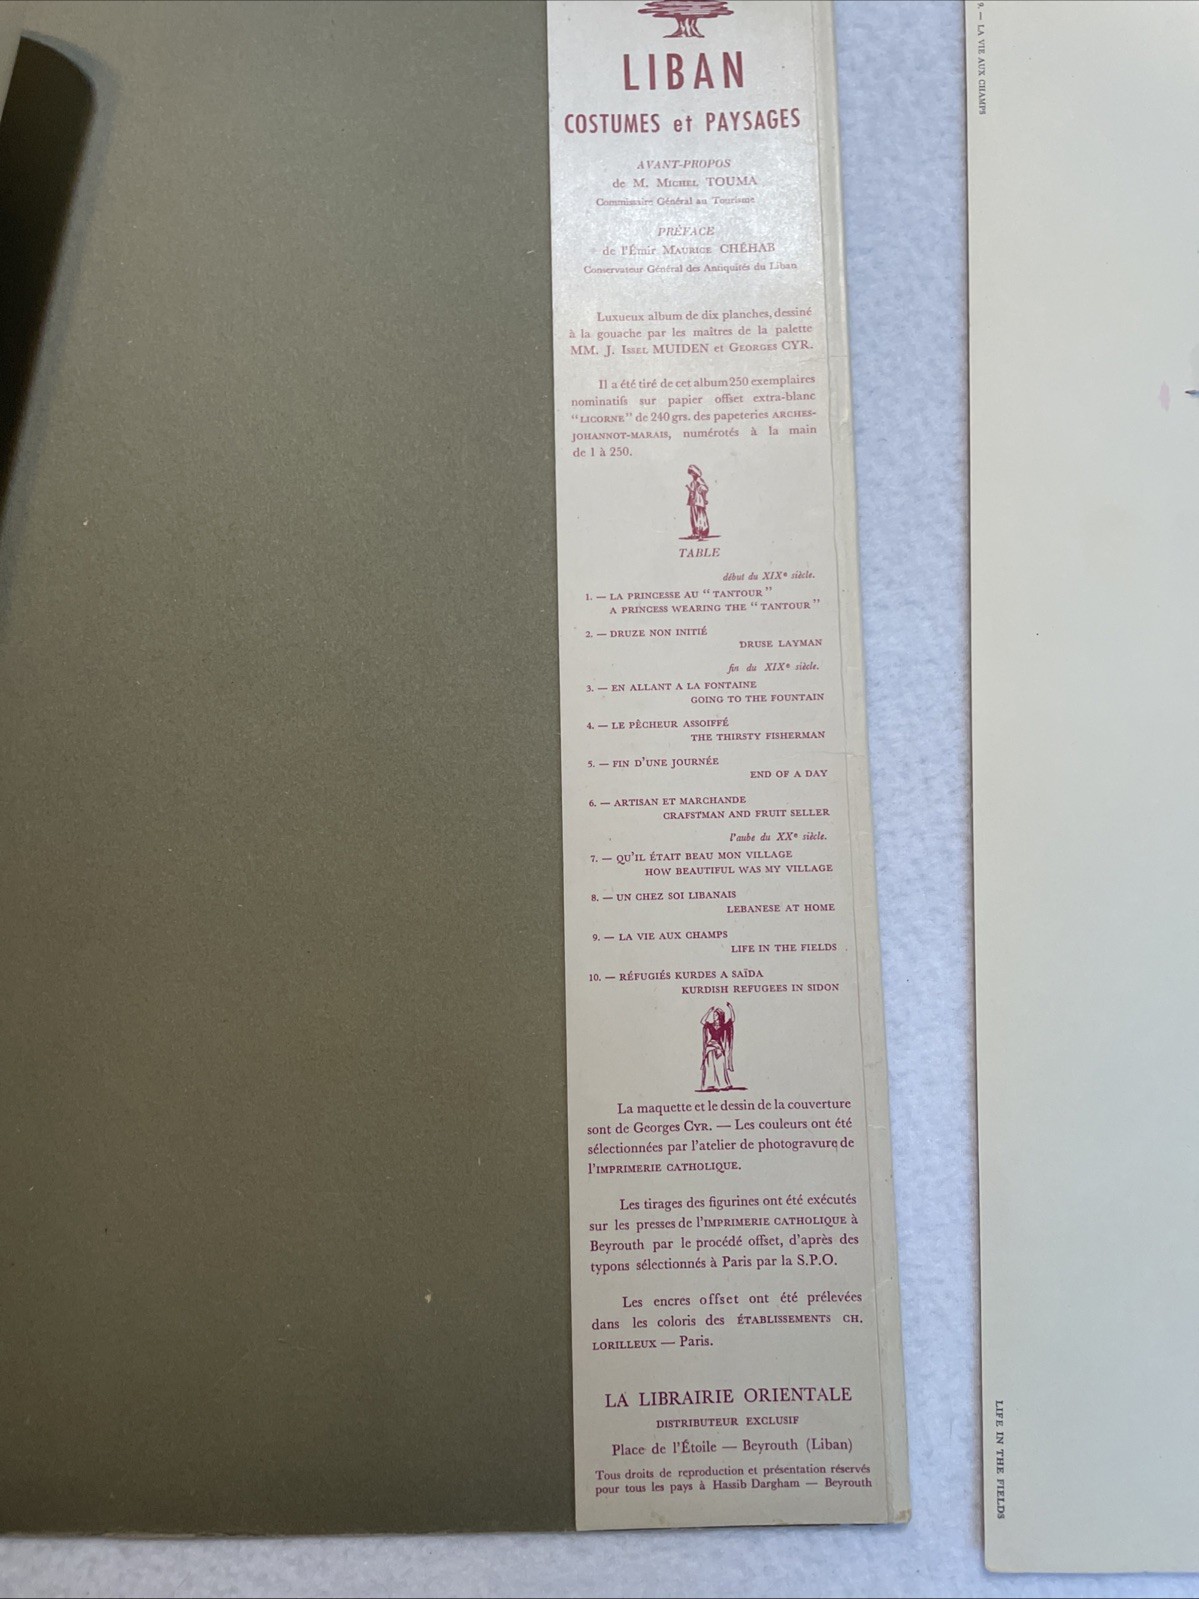 LIBAN
COSTUMES et PAYSAGES
AVANT-PROPOS
de M. MICHEL TOUMA
Commissaire Général au Tourisme
PRÉFACE
de l'Émir MAURICE CHÉHAB
Conservateur Général des Antiquités du Liban
Luxueux album de dix planches, dessiné
à la gouache par les maîtres de la palette
MM. J. ISSEL MUIDEN et GEORGES CYR.
Il a été tiré de cet album 250 exemplaires
nominatifs sur papier offset extra-blanc
"LICORNE" de 240 grs. des papeteries ARCHES-
JOHANNOT-MARAIS, numérotés à la main
de 1 à 250.
TABLE
début du XIXe siècle.
1. — LA PRINCESSE AU "TANTOUR"
A PRINCESS WEARING THE "TANTOUR"
2. — DRUZE NON INITIÉ
DRUSE LAYMAN
fin du XIXe siècle.
3. — EN ALLANT A LA FONTAINE
GOING TO THE FOUNTAIN
4. — LE PÊCHEUR ASSOIFFÉ
THE THIRSTY FISHERMAN
5. — FIN D'UNE JOURNÉE
END OF A DAY
6. — ARTISAN ET MARCHANDE
CRAFSTMAN AND FRUIT SELLER
l'aube du XXe siècle.
7. — QU'IL ÉTAIT BEAU MON VILLAGE
HOW BEAUTIFUL WAS MY VILLAGE
8. — UN CHEZ SOI LIBANAIS
LEBANESE AT HOME
9. — LA VIE AUX CHAMPS
LIFE IN THE FIELDS
10. — RÉFUGIÉS KURDES A SAÏDA
KURDISH REFUGEES IN SIDON
La maquette et le dessin de la couverture
sont de Georges CYR. — Les couleurs ont été
sélectionnées par l'atelier de photogravure de
l'IMPRIMERIE CATHOLIQUE.
Les tirages des figurines ont été exécutés
sur les presses de l'IMPRIMERIE CATHOLIQUE à
Beyrouth par le procédé offset, d'après des
typons sélectionnés à Paris par la S.P.O.
Les encres offset ont été prélevées
dans les coloris des ÉTABLISSEMENTS CH.
LORILLEUX — Paris.
LA LIBRAIRIE ORIENTALE
DISTRIBUTEUR EXCLUSIF
Place de l'Étoile — Beyrouth (Liban)
Tous droits de reproduction et présentation réservés
pour tous les pays à Hassib Dargham — Beyrouth
9. — LA VIE AUX CHAMPS
LIFE IN THE FIELDS